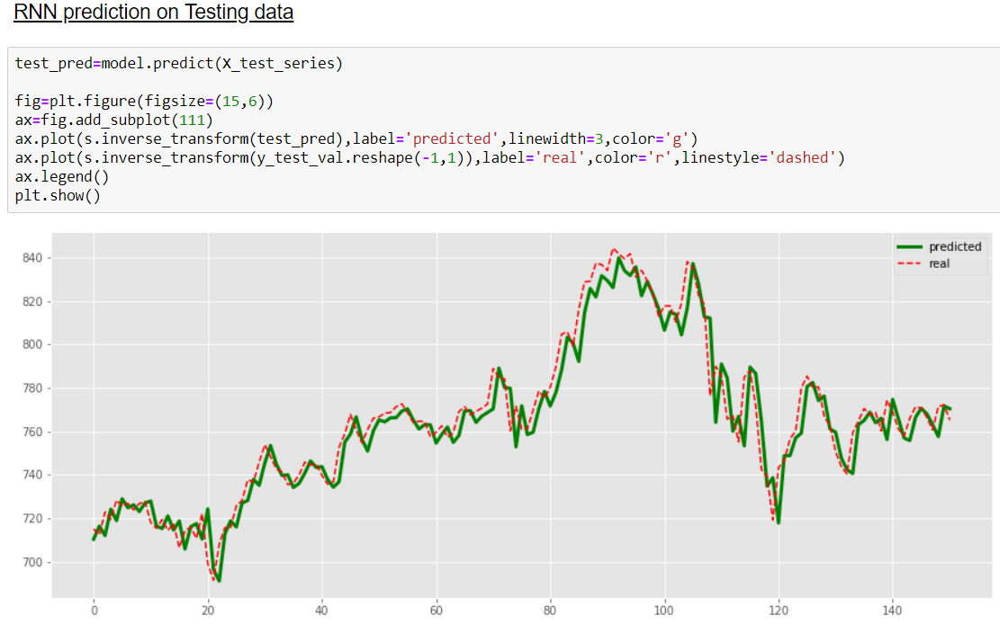 RNN prediction on Testing data
test_pred=model.predict(X_test_series)
fig=plt.figure(figsize=(15,6))
ax=fig.add_subplot(111)
ax.plot(s.inverse_transform(test_pred),label='predicted',linewidth=3,color='g')
ax.plot(s.inverse_transform(y_test_val.reshape(-1,1)),label='real',color='r',linestyle='dashed')
ax.legend()
plt.show()
predicted
real
840
820
800
780
760
740
720
700
0 20 40 60 80 100 120 140